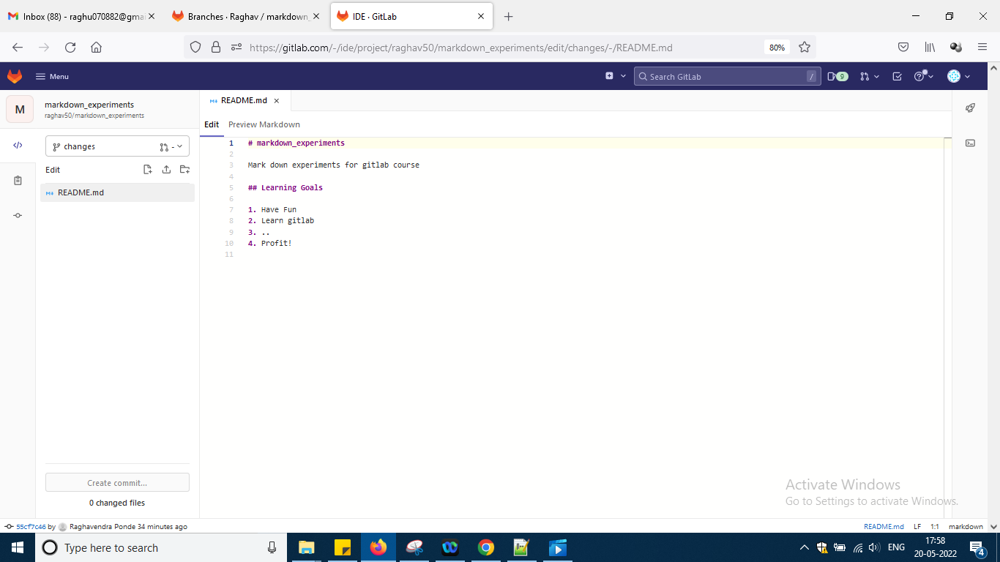 Inbox (88) - raghu070882@gmai
Branches · Raghav / markdown_
IDE · GitLab
https://gitlab.com/-/ide/project/raghav50/markdown_experiments/edit/changes/-/README.md
80%
Menu
Search GitLab
/
9
M
markdown_experiments
raghav50/markdown_experiments
README.md
Edit
Preview Markdown
changes
-
Edit
README.md
1 # markdown_experiments
2
3 Mark down experiments for gitlab course
4
5 ## Learning Goals
6
7 1. Have Fun
8 2. Learn gitlab
9 3. ..
10 4. Profit!
11
Create commit...
0 changed files
Activate Windows
Go to Settings to activate Windows.
55cf7c46 by Raghavendra Ponde 34 minutes ago
README.md LF 1:1 markdown
Type here to search
ENG
17:58
20-05-2022
4